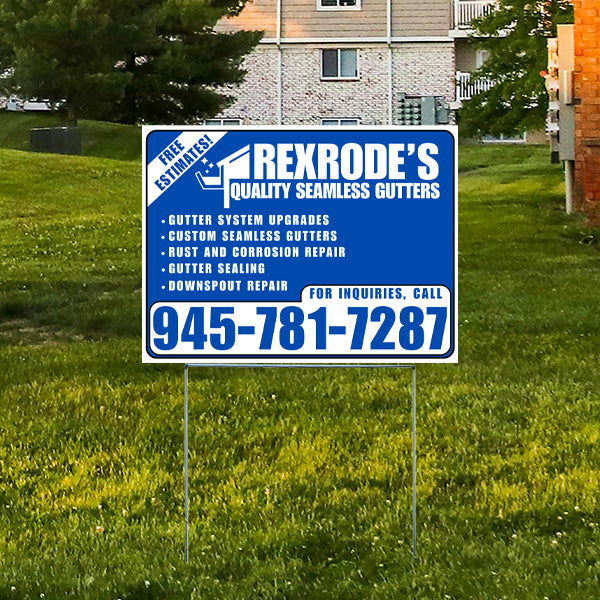 FREE
ESTIMATES!
REXRODE'S
QUALITY SEAMLESS GUTTERS
• GUTTER SYSTEM UPGRADES
• CUSTOM SEAMLESS GUTTERS
• RUST AND CORROSION REPAIR
• GUTTER SEALING
• DOWNSPOUT REPAIR
FOR INQUIRIES, CALL
945-781-7287